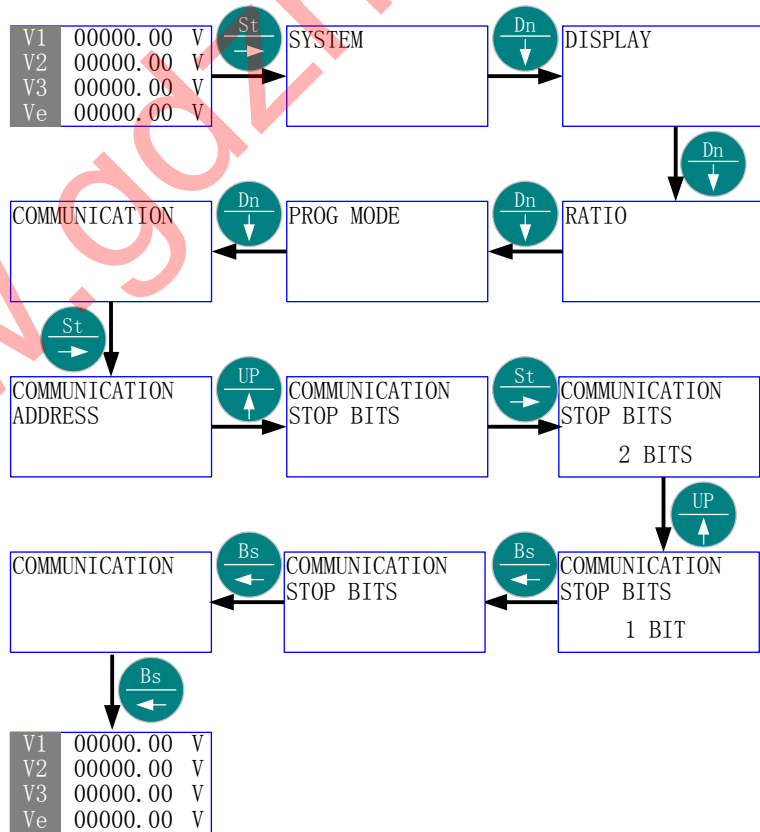 V1 00000.00 V
V2 00000.00 V
V3 00000.00 V
Ve 00000.00 V
St
SYSTEM
Dn
DISPLAY
Dn
RATIO
Dn
PROG MODE
Dn
COMMUNICATION
St
COMMUNICATION
ADDRESS
UP
COMMUNICATION
STOP BITS
St
COMMUNICATION
STOP BITS
2 BITS
UP
COMMUNICATION
STOP BITS
1 BIT
Bs
COMMUNICATION
STOP BITS
Bs
COMMUNICATION
Bs
V1 00000.00 V
V2 00000.00 V
V3 00000.00 V
Ve 00000.00 V